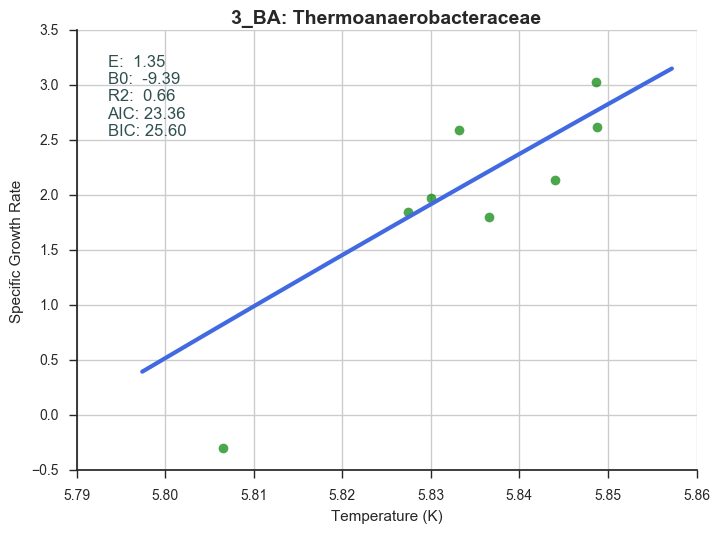 3_BA: Thermoanaerobacteraceae
E:  1.35
B0:  -9.39
R2:  0.66
AIC: 23.36
BIC: 25.60
3.5
3.0
2.5
2.0
1.5
1.0
0.5
0.0
−0.5
Specific Growth Rate
5.79 5.80 5.81 5.82 5.83 5.84 5.85 5.86
Temperature (K)